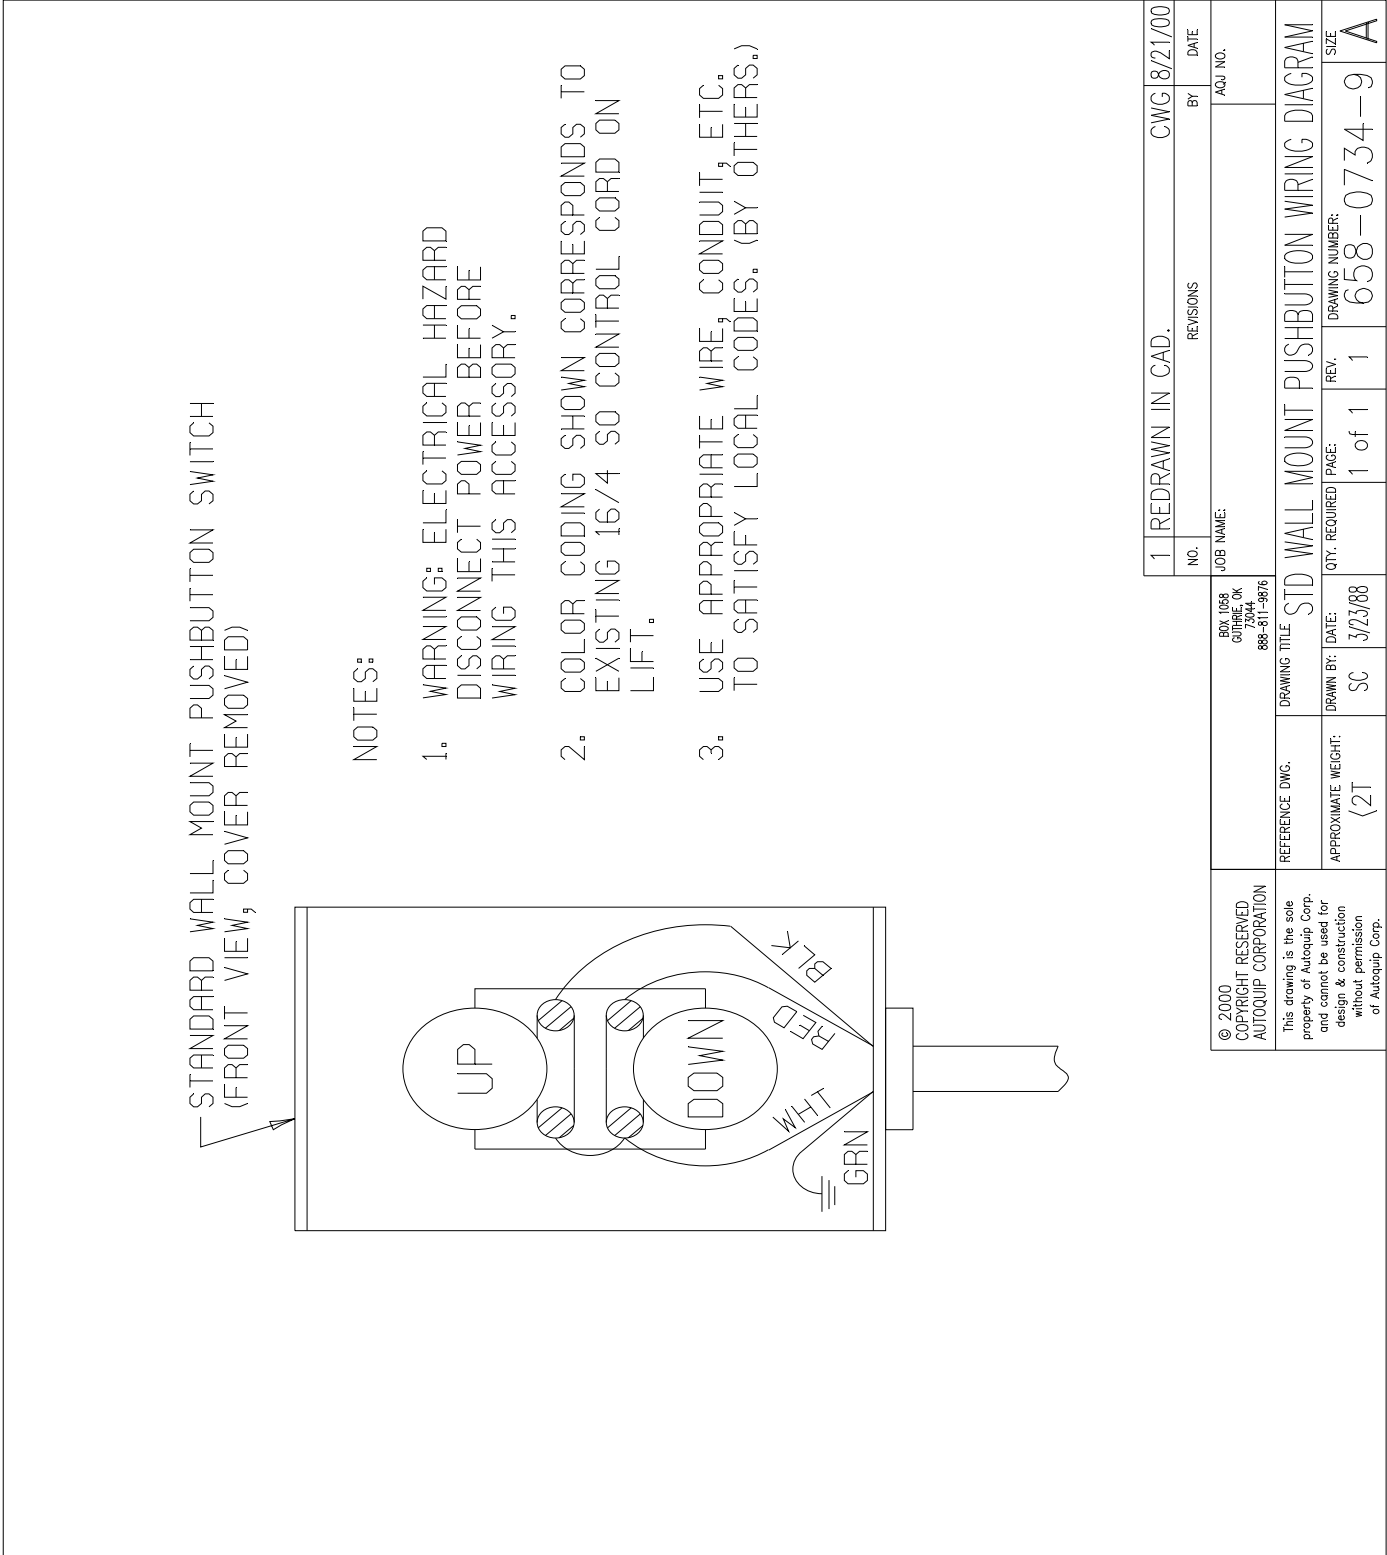 STANDARD WALL MOUNT PUSHBUTTON SWITCH
(FRONT VIEW, COVER REMOVED)
UP
DOWN
BLK
RED
WHT
GRN
NOTES:
1. WARNING: ELECTRICAL HAZARD
DISCONNECT POWER BEFORE
WIRING THIS ACCESSORY.
2. COLOR CODING SHOWN CORRESPONDS TO
EXISTING 16/4 SO CONTROL CORD ON
LIFT.
3. USE APPROPRIATE WIRE, CONDUIT, ETC.
TO SATISFY LOCAL CODES. (BY OTHERS.)
1 REDRAWN IN CAD. CWG 8/21/00
NO. REVISIONS BY DATE
© 2000
COPYRIGHT RESERVED
AUTOQUIP CORPORATION
This drawing is the sole
property of Autoquip Corp.
and cannot be used for
design & construction
without permission
of Autoquip Corp.
BOX 1058
GUTHRIE, OK
73044
888-811-9876
JOB NAME:
AQJ NO.
REFERENCE DWG.
DRAWING TITLE STD WALL MOUNT PUSHBUTTON WIRING DIAGRAM
APPROXIMATE WEIGHT:
<2T
DRAWN BY:
SC
DATE:
3/23/88
QTY. REQUIRED
PAGE:
1 of 1
REV.
1
DRAWING NUMBER:
658-0734-9
SIZE
A